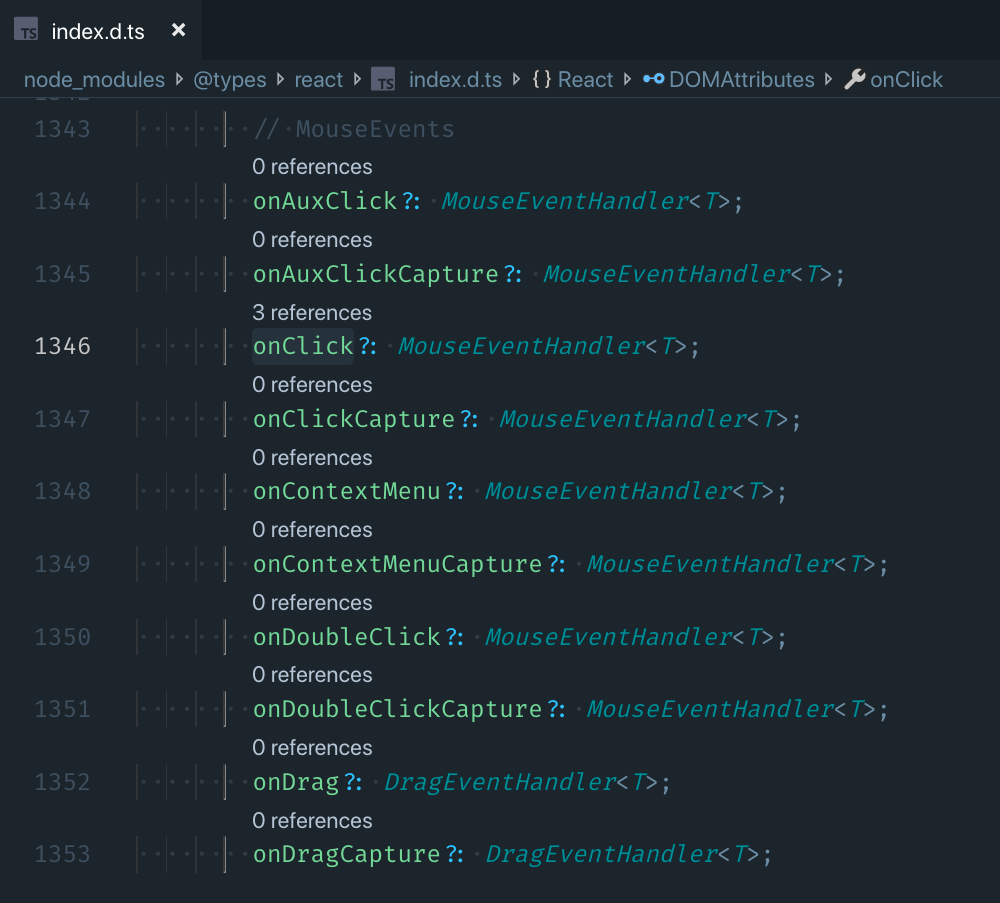 TS index.d.ts ×
node_modules @types react TS index.d.ts {} React DOMAttributes onClick
1343 // MouseEvents
0 references
1344 onAuxClick?: MouseEventHandler<T>;
0 references
1345 onAuxClickCapture?: MouseEventHandler<T>;
3 references
1346 onClick?: MouseEventHandler<T>;
0 references
1347 onClickCapture?: MouseEventHandler<T>;
0 references
1348 onContextMenu?: MouseEventHandler<T>;
0 references
1349 onContextMenuCapture?: MouseEventHandler<T>;
0 references
1350 onDoubleClick?: MouseEventHandler<T>;
0 references
1351 onDoubleClickCapture?: MouseEventHandler<T>;
0 references
1352 onDrag?: DragEventHandler<T>;
0 references
1353 onDragCapture?: DragEventHandler<T>;